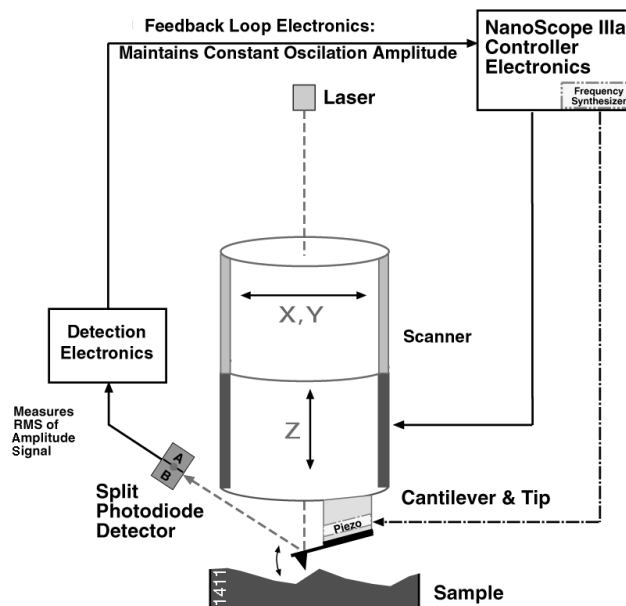 Feedback Loop Electronics:
Maintains Constant Oscilation Amplitude
NanoScope IIIa
Controller
Electronics
Frequency
Synthesizer
Laser
X,Y
Scanner
Detection
Electronics
Z
Measures
RMS of
Amplitude
Signal
A
B
Split
Photodiode
Detector
Cantilever & Tip
Piezo
1411
Sample